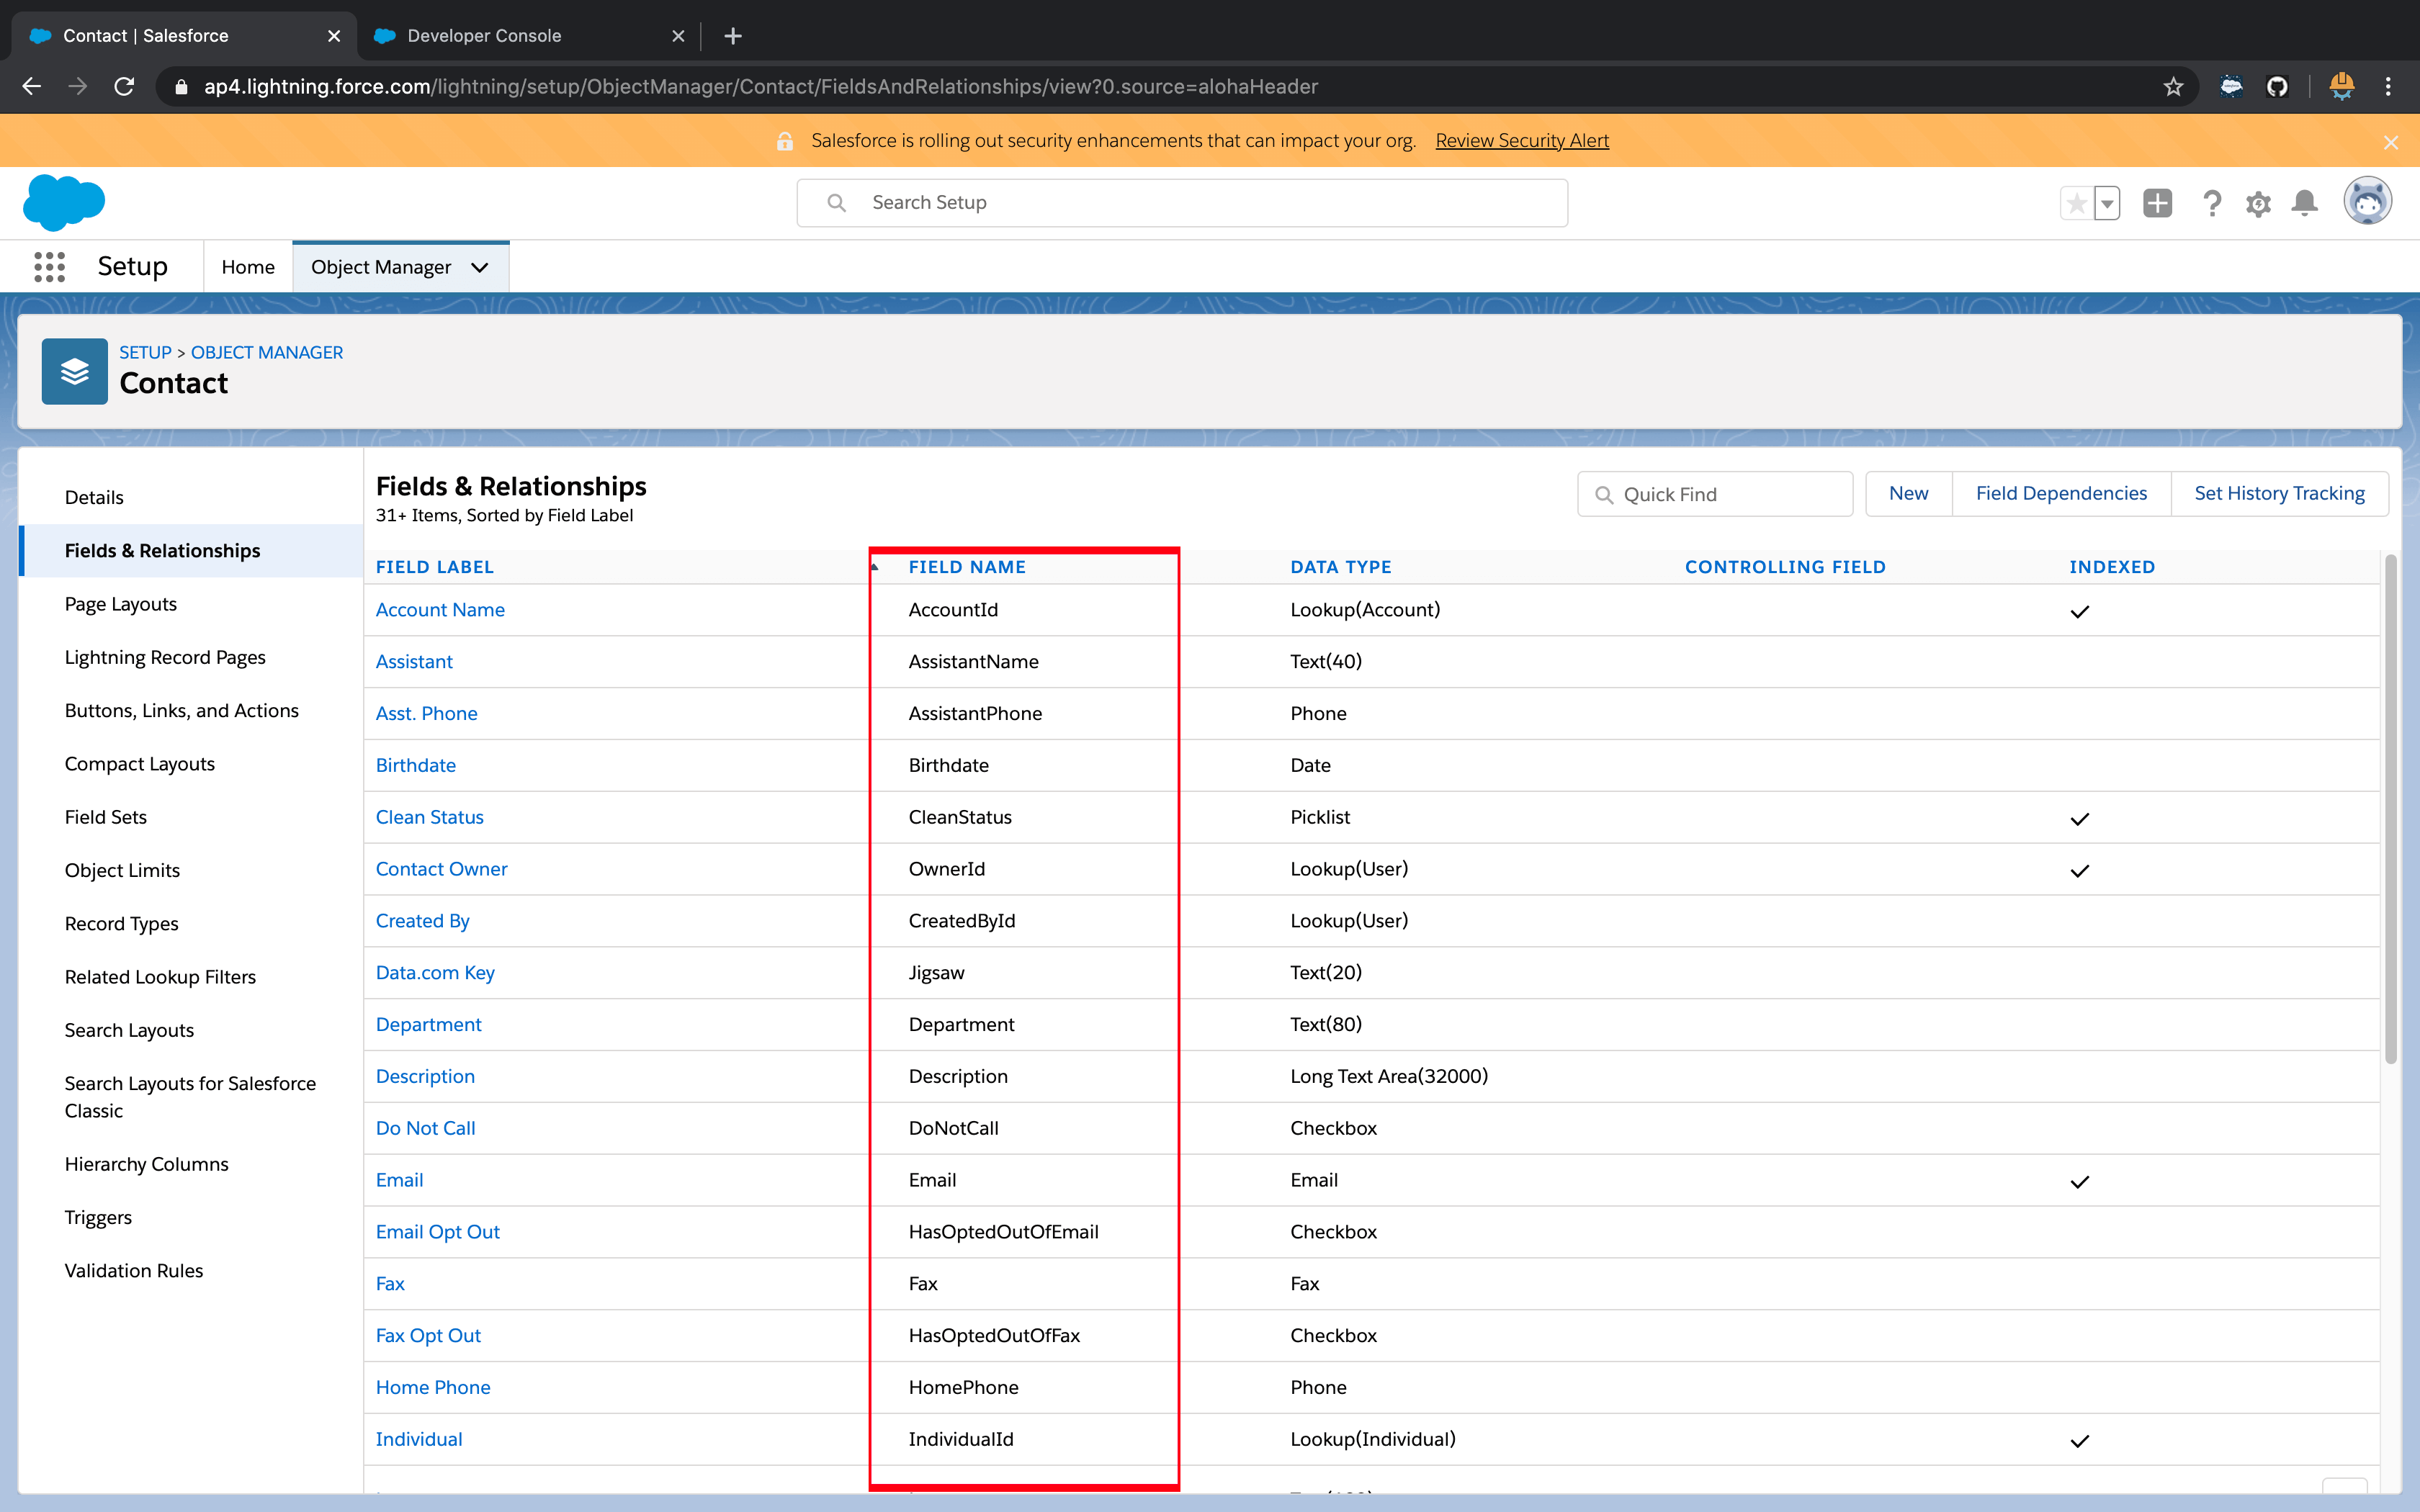 Contact | Salesforce
Developer Console
ap4.lightning.force.com/lightning/setup/ObjectManager/Contact/FieldsAndRelationships/view?0.source=alohaHeader
Salesforce is rolling out security enhancements that can impact your org. Review Security Alert
Search Setup
Setup Home Object Manager
SETUP > OBJECT MANAGER
Contact
Details
Fields & Relationships
Page Layouts
Lightning Record Pages
Buttons, Links, and Actions
Compact Layouts
Field Sets
Object Limits
Record Types
Related Lookup Filters
Search Layouts
Search Layouts for Salesforce
Classic
Hierarchy Columns
Triggers
Validation Rules
Fields & Relationships
31+ Items, Sorted by Field Label
Quick Find New Field Dependencies Set History Tracking
FIELD LABEL FIELD NAME DATA TYPE CONTROLLING FIELD INDEXED
Account Name AccountId Lookup(Account)
Assistant AssistantName Text(40)
Asst. Phone AssistantPhone Phone
Birthdate Birthdate Date
Clean Status CleanStatus Picklist
Contact Owner OwnerId Lookup(User)
Created By CreatedById Lookup(User)
Data.com Key Jigsaw Text(20)
Department Department Text(80)
Description Description Long Text Area(32000)
Do Not Call DoNotCall Checkbox
Email Email Email
Email Opt Out HasOptedOutOfEmail Checkbox
Fax Fax Fax
Fax Opt Out HasOptedOutOfFax Checkbox
Home Phone HomePhone Phone
Individual IndividualId Lookup(Individual)